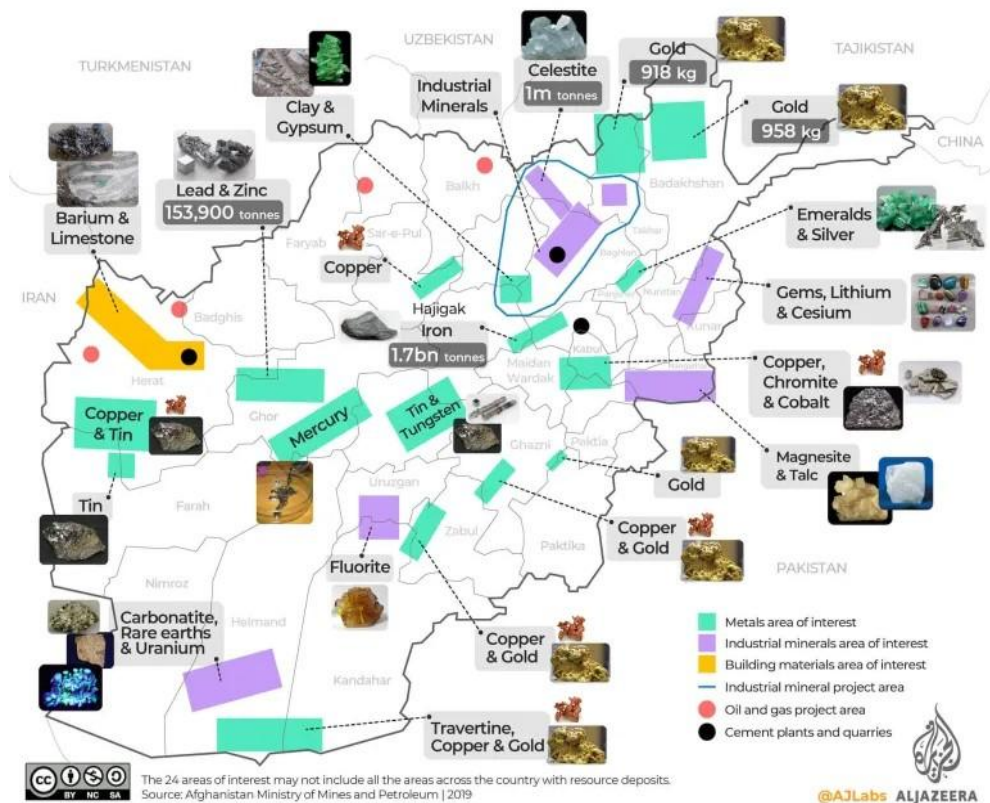 UZBEKISTAN
TAJIKISTAN
TURKMENISTAN
CHINA
IRAN
PAKISTAN
Celestite
1m tonnes
Gold
918 kg
Gold
958 kg
Industrial
Minerals
Clay &
Gypsum
Lead & Zinc
153,900 tonnes
Barium &
Limestone
Balkh
Badakhshan
Takhar
Baghlan
Emeralds
& Silver
Faryab
Sar-e-Pul
Copper
Panjshir
Nuristan
Kunar
Gems, Lithium
& Cesium
Badghis
Hajigak
Iron
1.7bn tonnes
Maidan
Wardak
Kabul
Copper,
Chromite
& Cobalt
Herat
Ghor
Copper
& Tin
Mercury
Tin &
Tungsten
Ghazni
Paktia
Magnesite
& Talc
Tin
Farah
Uruzgan
Zabul
Gold
Copper
& Gold
Paktika
Fluorite
Nimroz
Helmand
Kandahar
Carbonatite,
Rare earths
& Uranium
Copper
& Gold
Travertine,
Copper & Gold
Metals area of interest
Industrial minerals area of interest
Building materials area of interest
Industrial mineral project area
Oil and gas project area
Cement plants and quarries
cc BY NC SA
The 24 areas of interest may not include all the areas across the country with resource deposits.
Source: Afghanistan Ministry of Mines and Petroleum | 2019
@AJLabs ALJAZEERA